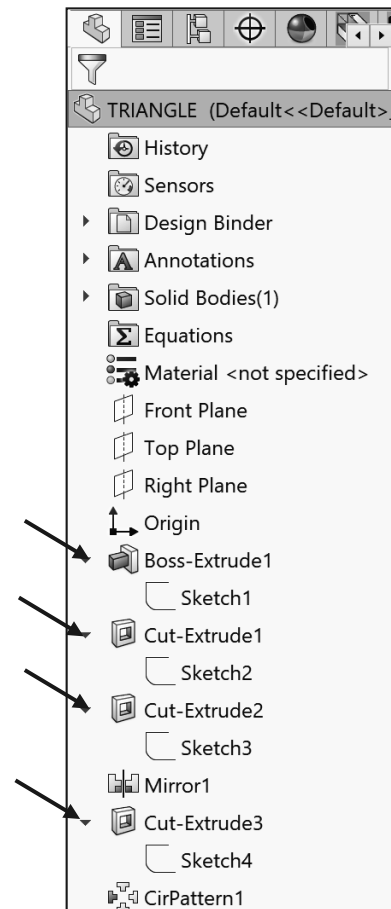 TRIANGLE (Default<<Default>
History
Sensors
Design Binder
Annotations
Solid Bodies(1)
Equations
Material <not specified>
Front Plane
Top Plane
Right Plane
Origin
Boss-Extrude1
Sketch1
Cut-Extrude1
Sketch2
Cut-Extrude2
Sketch3
Mirror1
Cut-Extrude3
Sketch4
CirPattern1